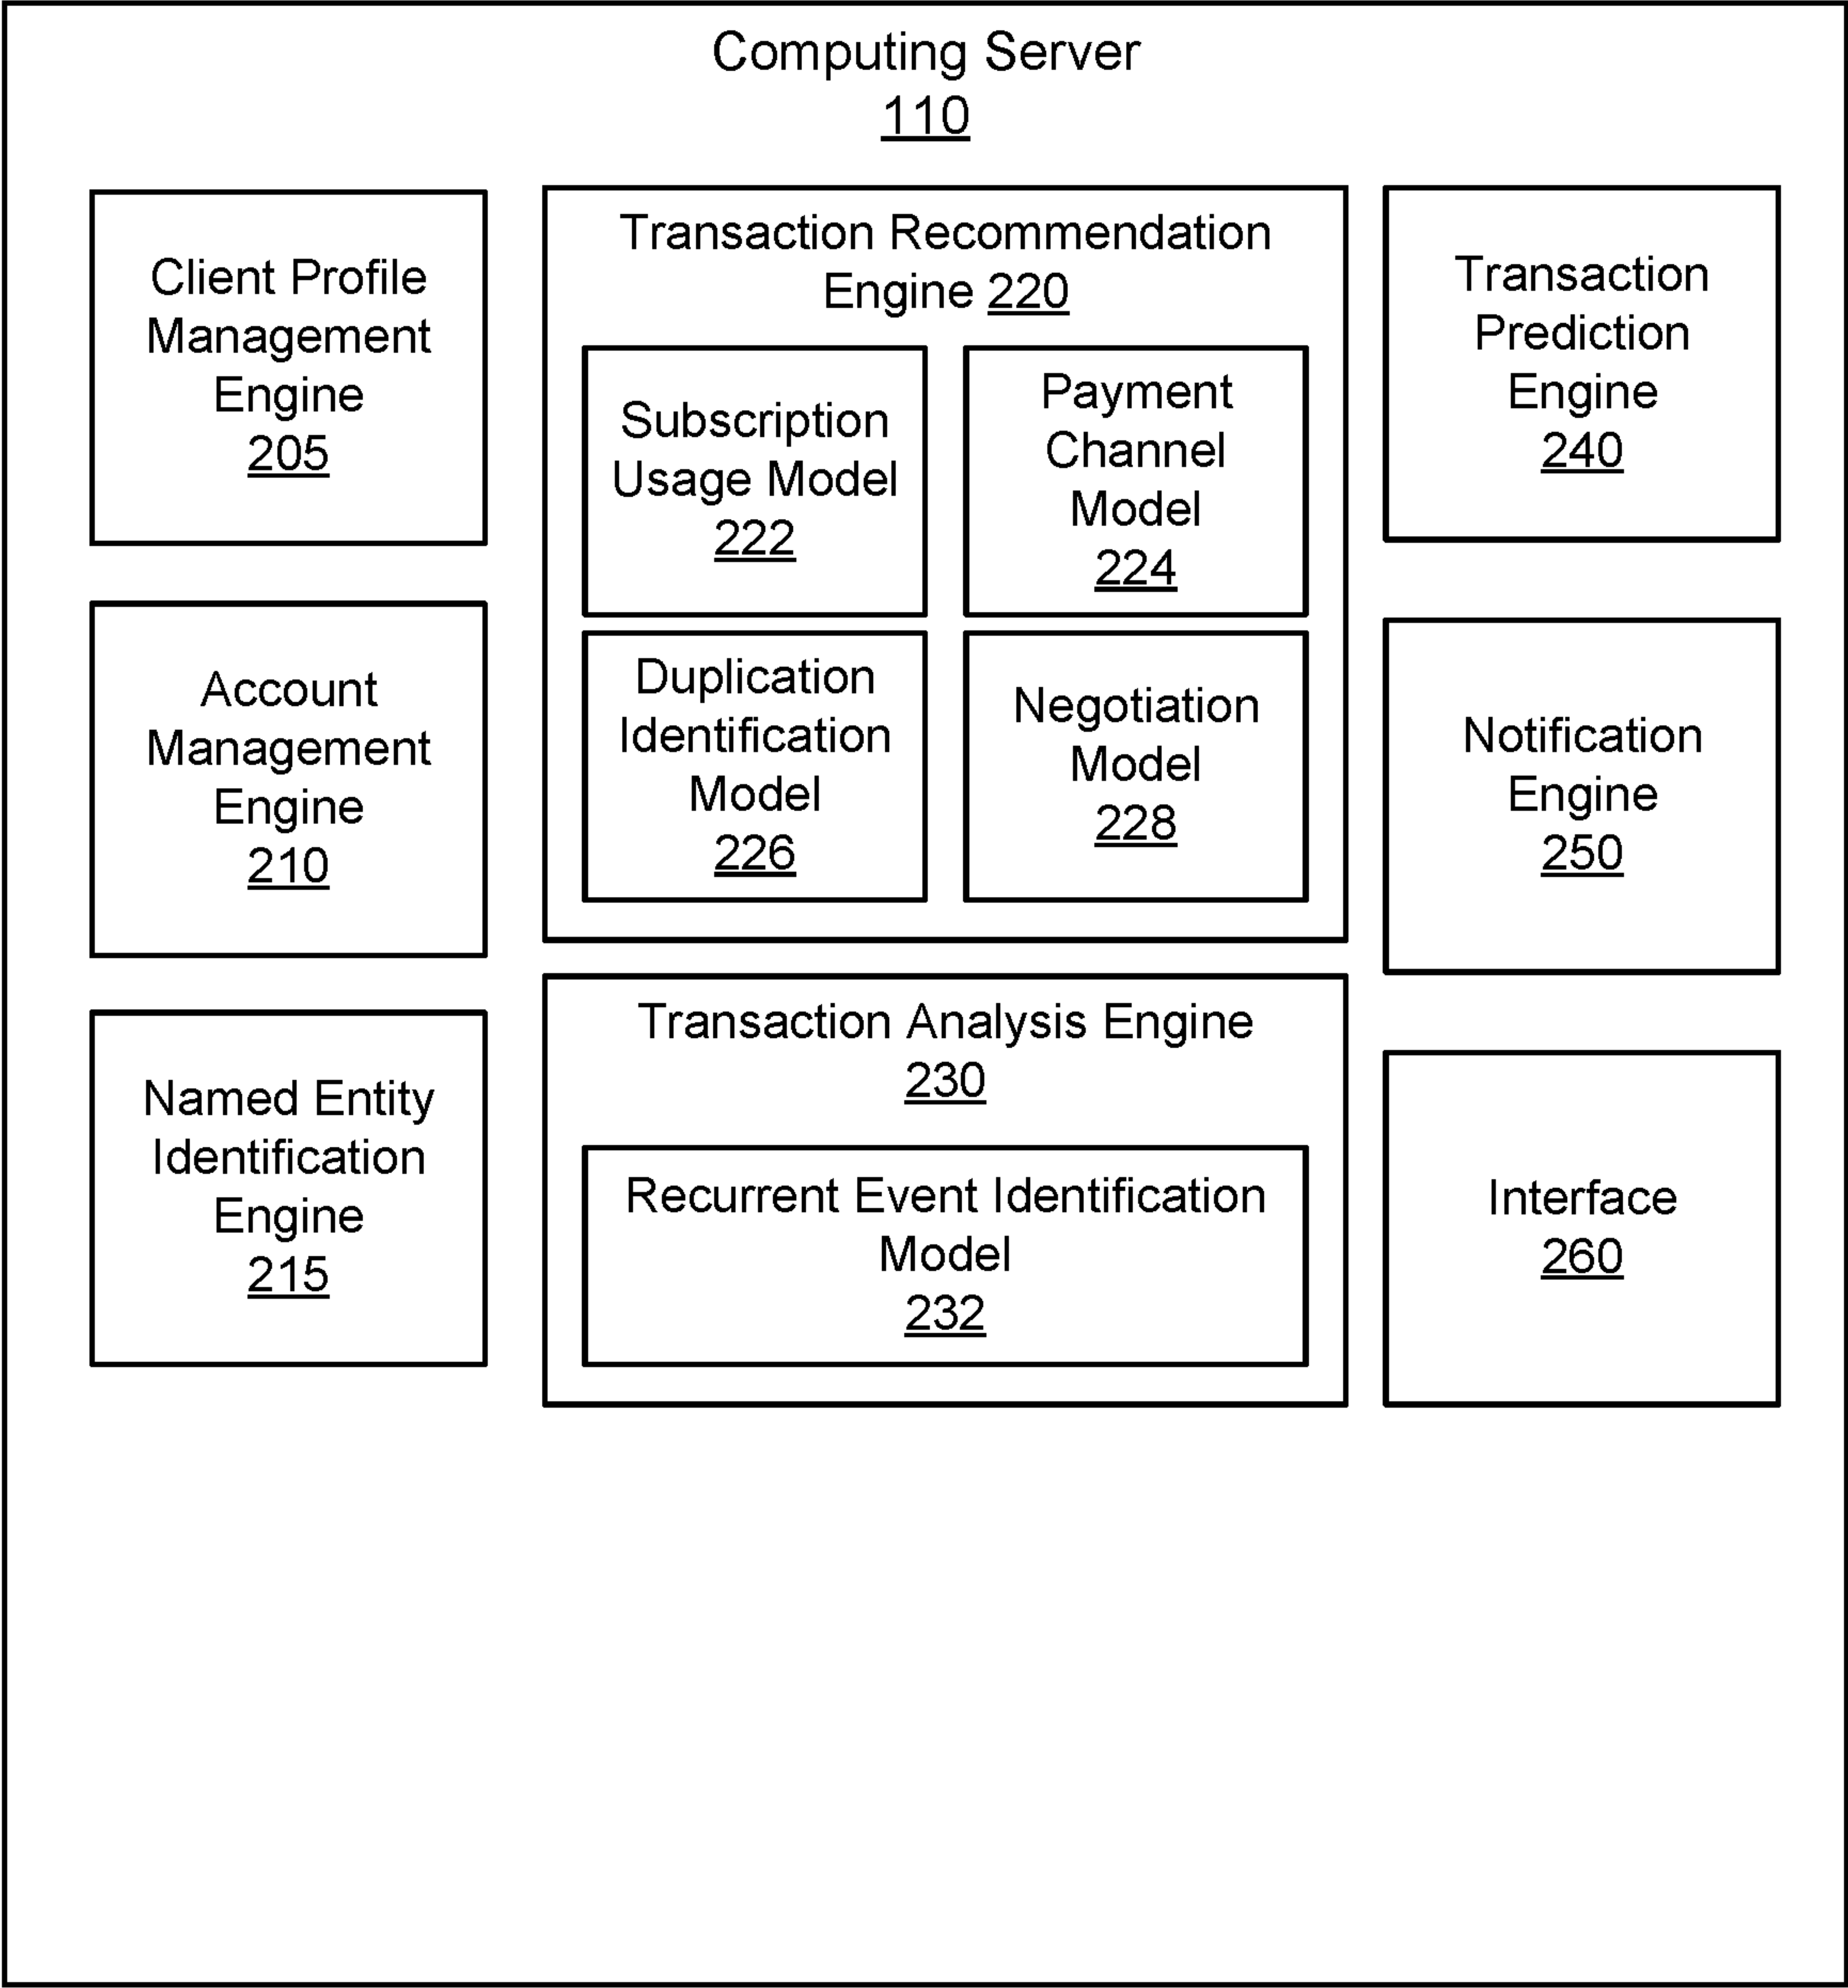 Computing Server
110
Client Profile
Management
Engine
205
Account
Management
Engine
210
Named Entity
Identification
Engine
215
Transaction Recommendation
Engine 220
Subscription
Usage Model
222
Payment
Channel
Model
224
Duplication
Identification
Model
226
Negotiation
Model
228
Transaction Analysis Engine
230
Recurrent Event Identification
Model
232
Transaction
Prediction
Engine
240
Notification
Engine
250
Interface
260